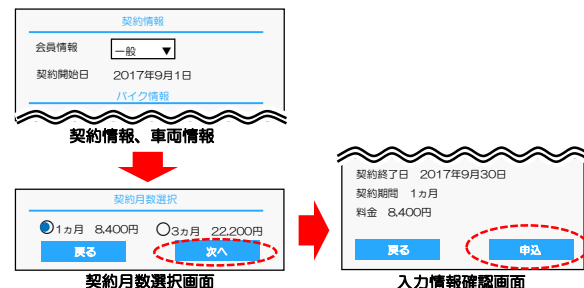 契約情報
会員情報 一般 ▼
契約開始日 2017年9月1日
バイク情報
契約情報、車両情報
契約月数選択
1ヵ月 8,400円 3ヵ月 22,200円
戻る 次へ
契約月数選択画面
契約終了日 2017年9月30日
契約期間 1ヵ月
料金 8,400円
戻る 申込
入力情報確認画面